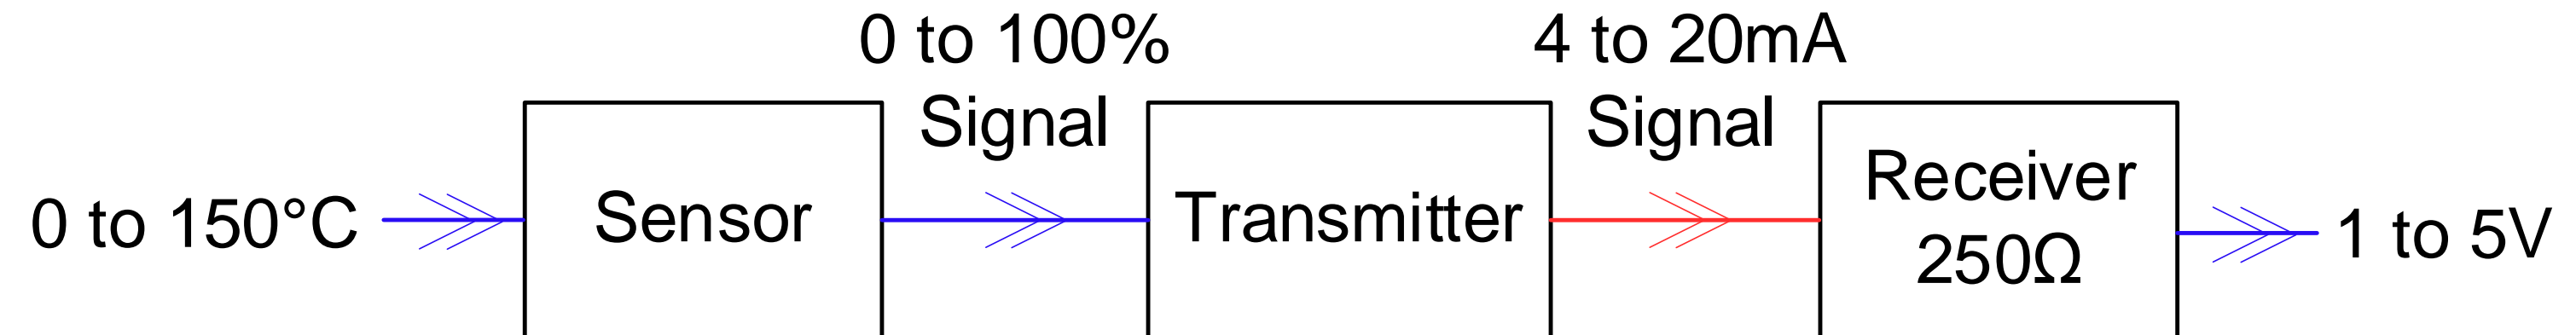 0 to 150°C
Sensor
0 to 100%
Signal
Transmitter
4 to 20mA
Signal
Receiver
250Ω
1 to 5V